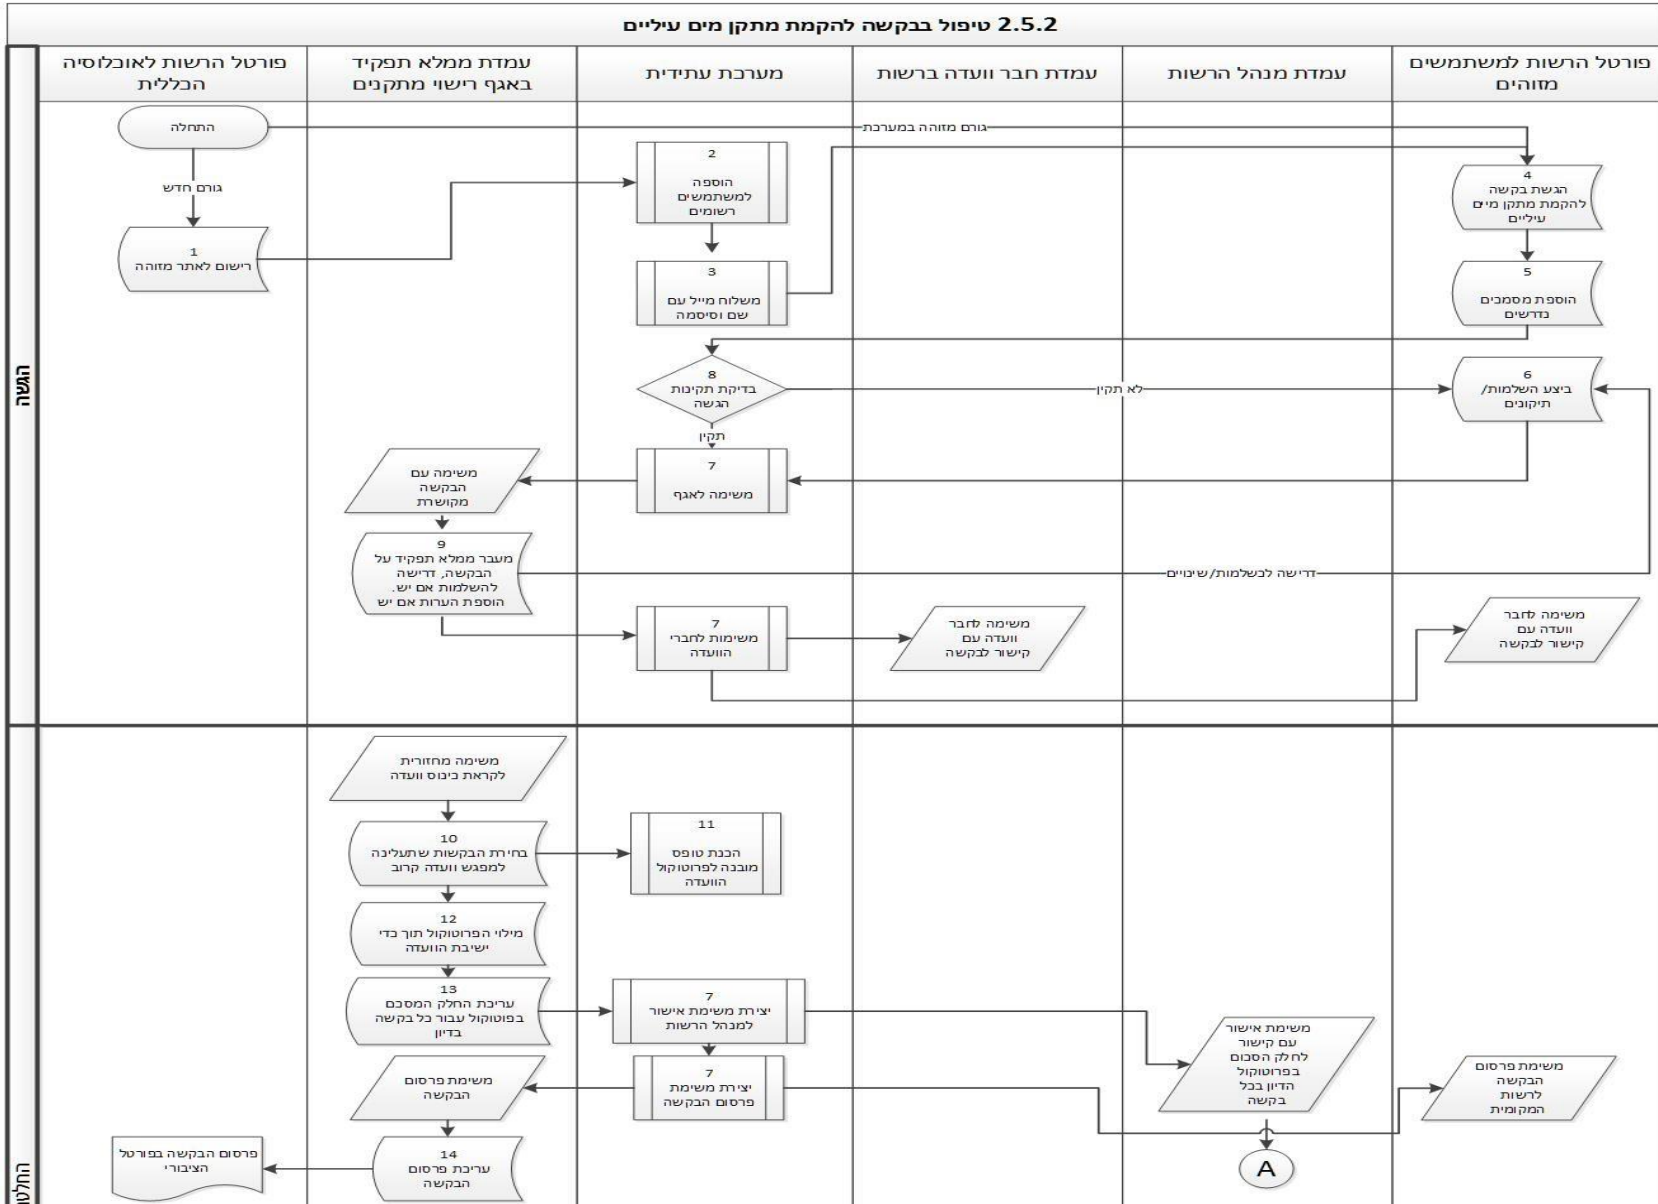 2.5.2 טיפול בבקשה להקמת מתקן מים עיליים
פורטל הרשות לאוכלוסיה
הכללית
עמדת ממלא תפקיד
באגף רישוי מתקנים
מערכת עתידית
עמדת חבר וועדה ברשות
עמדת מנהל הרשות
פורטל הרשות למשתמשים
מזוהים
הגשה
התחלה
גורם מזוהה במערכת
גורם חדש
1
רישום לאתר מזוהה
2
הוספה
למשתמשים
רשומים
3
משלוח מייל עם
שם וסיסמה
4
הגשת בקשה
להקמת מתקן מיים
עיליים
5
הוספת מסמכים
נדרשים
8
בדיקת תקינות
הגשה
לא תקין
6
ביצע השלמות/
תיקונים
תקין
7
משימה לאגף
משימה עם
הבקשה
מקושרת
9
מעבר ממלא תפקיד על
הבקשה, דרישה
להשלמות אם יש.
הוספת הערות אם יש
דרישה לכשלמות/שינויים
7
משימות לחברי
הוועדה
משימה לחבר
וועדה עם
קישור לבקשה
משימה לחבר
וועדה עם
קישור לבקשה
משימה מחזורית
לקראת כינוס וועדה
10
בחירת הבקשות שתעלינה
למפגש וועדה קרוב
11
הכנת טופס
מובנה לפרוטוקול
הוועדה
12
מילוי הפרוטוקול תוך כדי
ישיבת הוועדה
13
עריכת החלק המסכם
בפוטוקול עבור כל בקשה
בדיון
7
יצירת משימת אישור
למנהל הרשות
משימת אישור
עם קישור
לחלק הסכום
בפרוטוקול
הדיון בכל
בקשה
7
יצירת משימת
פרסום הבקשה
משימת פרסום
הבקשה
משימת פרסום
הבקשה
לרשות
המקומית
14
עריכת פרסום
הבקשה
פרסום הבקשה בפורטל
הציבורי
A